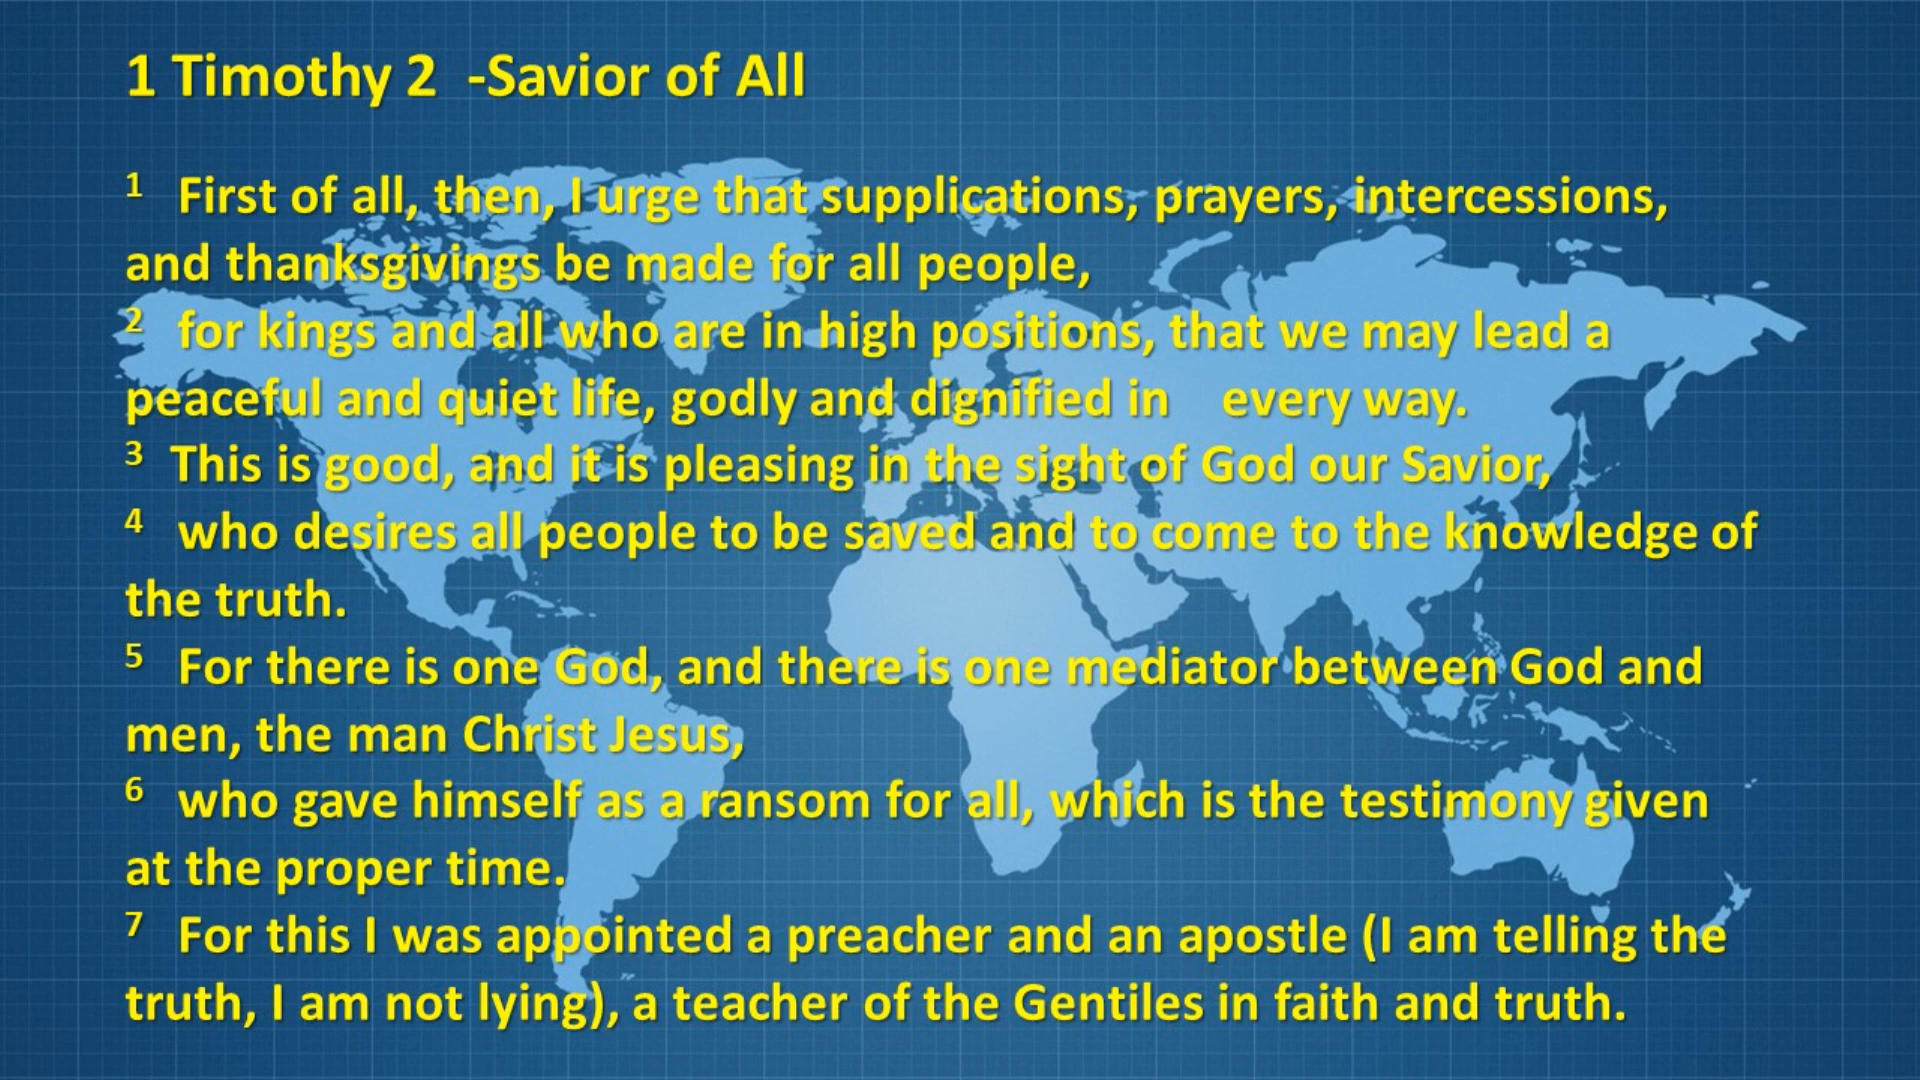 1 Timothy 2  -Savior of All
1 First of all, then, I urge that supplications, prayers, intercessions,
and thanksgivings be made for all people,
2 for kings and all who are in high positions, that we may lead a
peaceful and quiet life, godly and dignified in    every way.
3 This is good, and it is pleasing in the sight of God our Savior,
4 who desires all people to be saved and to come to the knowledge of
the truth.
5 For there is one God, and there is one mediator between God and
men, the man Christ Jesus,
6 who gave himself as a ransom for all, which is the testimony given
at the proper time.
7 For this I was appointed a preacher and an apostle (I am telling the
truth, I am not lying), a teacher of the Gentiles in faith and truth.